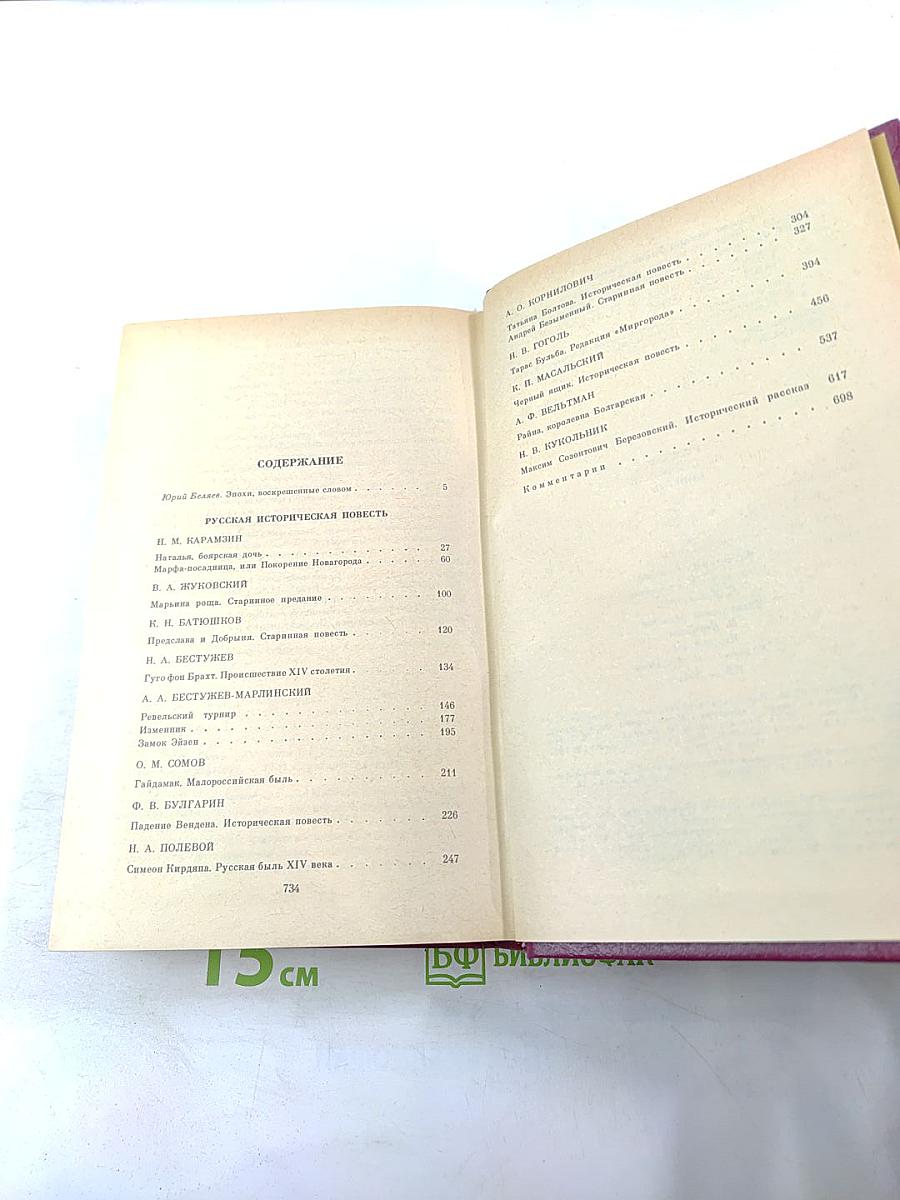 СОДЕРЖАНИЕ
Юрий Беляев. Эпохи, воскрешенные словом . . . . . . 5
РУССКАЯ ИСТОРИЧЕСКАЯ ПОВЕСТЬ
Н. М. КАРАМЗИН
Наталья, боярская дочь . . . . . . . . . . . . 27
Марфа-посадница, или Покорение Новагорода . . . . . 60
В. А. ЖУКОВСКИЙ
Марьина роща. Старинное предание . . . . . . . . 100
К. Н. БАТЮШКОВ
Предслава и Добрыня. Старинная повесть . . . . . . 120
Н. А. БЕСТУЖЕВ
Гуго фон Брахт. Происшествие XIV столетия . . . . . . 134
А. А. БЕСТУЖЕВ-МАРЛИНСКИЙ
Ревельский турнир . . . . . . . . . . . . . 146
Изменник . . . . . . . . . . . . . . . . 177
Замок Эйзен . . . . . . . . . . . . . . . 195
О. М. СОМОВ
Гайдамак. Малороссийская быль . . . . . . . . . 211
Ф. В. БУЛГАРИН
Падение Вендена. Историческая повесть . . . . . . . 226
Н. А. ПОЛЕВОЙ
Симеон Кирдяпа. Русская быль XIV века . . . . . . . 247
734
А. О. КОРНИЛОВИЧ
Татьяна Болтова. Историческая повесть . . . . . . . 304
Андрей Безыменный. Старинная повесть . . . . . . . 327
Н. В. ГОГОЛЬ
Тарас Бульба. Редакция «Миргорода» . . . . . . . . 394
К. П. МАСАЛЬСКИЙ
Черный ящик. Историческая повесть . . . . . . . . 456
А. Ф. ВЕЛЬТМАН
Райна, королевна Болгарская . . . . . . . . . . 537
Н. В. КУКОЛЬНИК
Максим Созонтович Березовский. Исторический рассказ 617
Комментарии . . . . . . . . . . . . . . 698
15 см
БФ